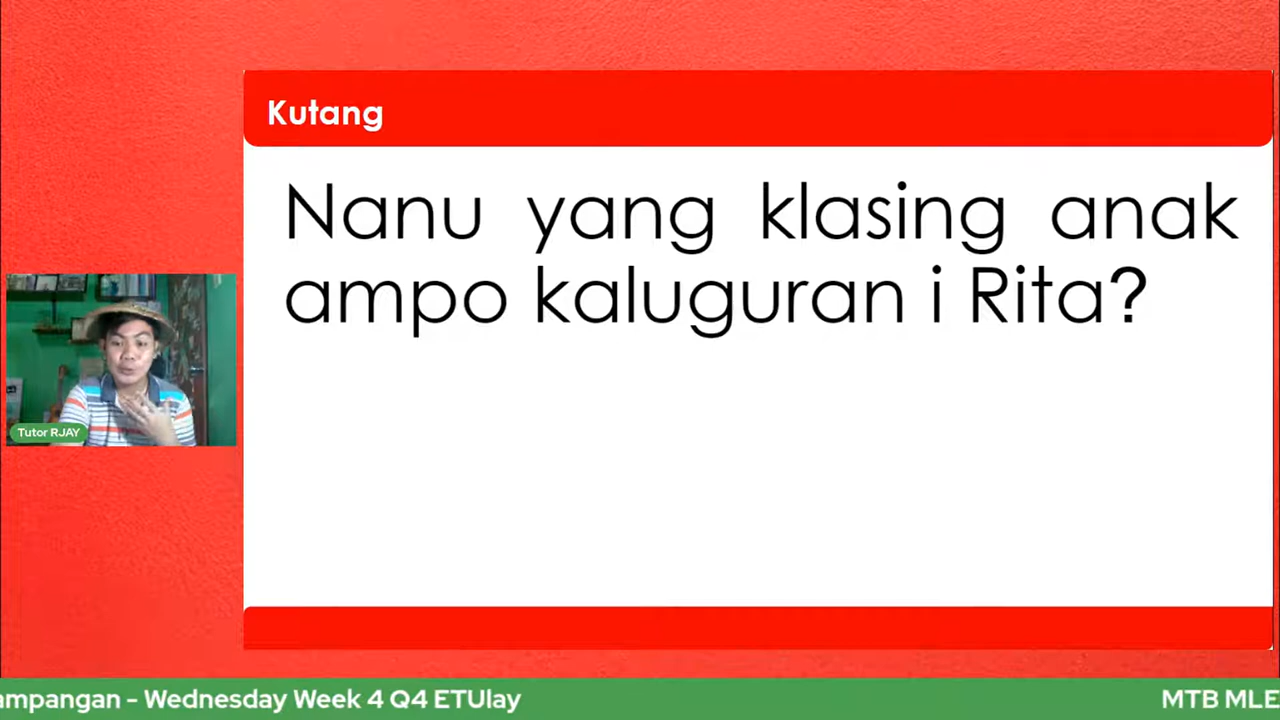 Kutang
Nanu yang klasing anak
ampo kaluguran i Rita?
Tutor RJAY
ampangan - Wednesday Week 4 Q4 ETUlay
MTB MLE